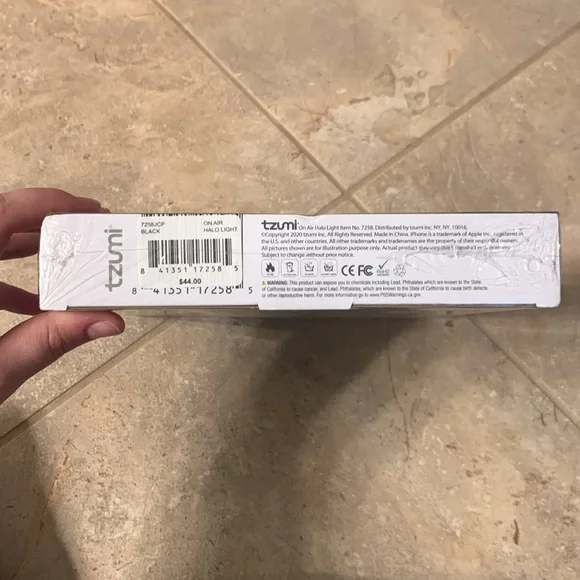 tzumi
7258JCP
BLACK
ON AIR
HALO LIGHT
8 41351 17258 5
$44.00
8 41351 17258 5
tzumi On Air Halo Light Item No. 7258. Distributed by tzumi Inc. NY, NY, 10016.
©Copyright 2020 tzumi Inc. All Rights Reserved. Made in China. iPhone is a trademark of Apple Inc., registered in
the U.S. and other countries. All other trademarks and tradenames are the property of their respective owners.
All pictures shown are for illustration purpose only. Actual product may vary due to product enhancement.
Subject to change without prior notice.
CE FC RoHS
WARNING: This product can expose you to chemicals including Lead, Phthalates which are known to the State
of California to cause cancer, and Lead, Phthalates, which are known to the State of California to cause birth defects
or other reproductive harm. For more information go to www.P65Warnings.ca.gov.